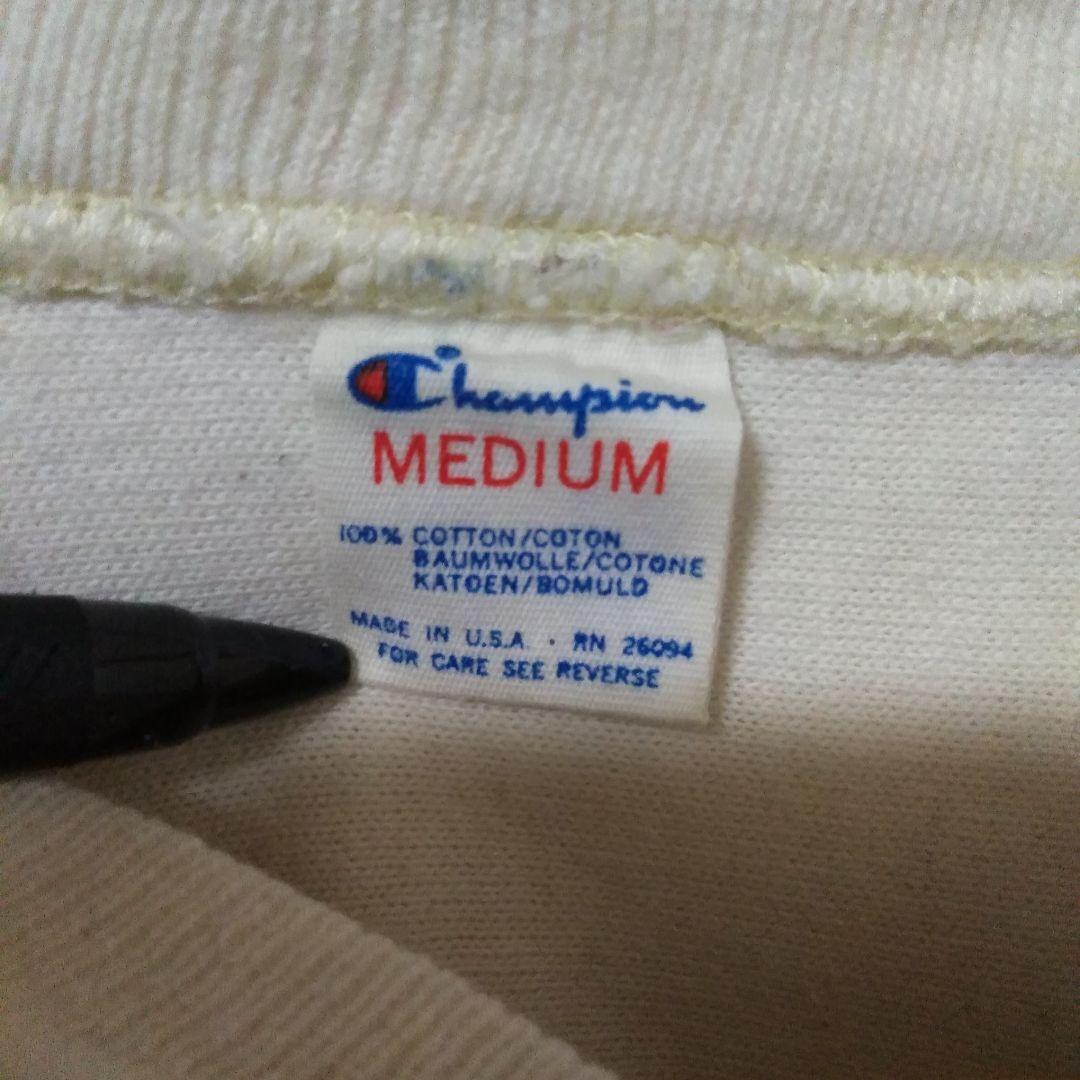 Champion
MEDIUM
100% COTTON/COTON
BAUMWOLLE/COTONE
KATOEN/BOMULD
MADE IN U.S.A. · RN 26094
FOR CARE SEE REVERSE